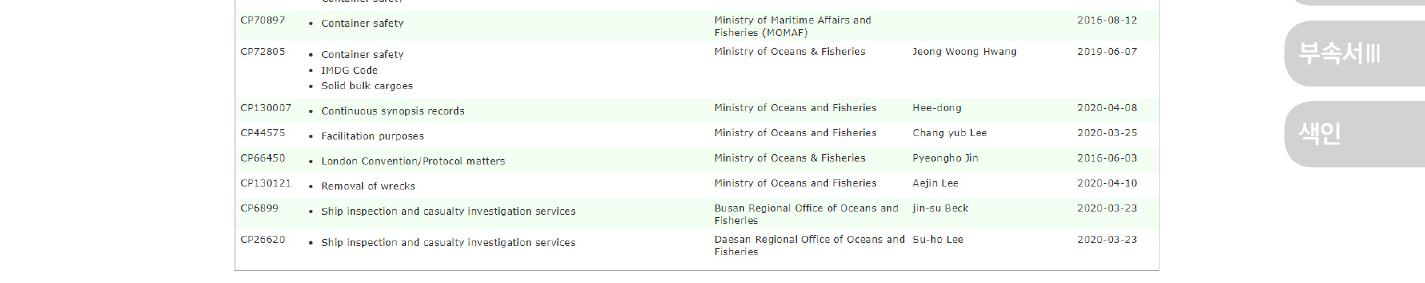 CP70897 • Container safety Ministry of Maritime Affairs and 2016-08-12
Fisheries (MOMAF)
CP72805 • Container safety Ministry of Oceans & Fisheries Jeong Woong Hwang 2019-06-07
• IMDG Code
• Solid bulk cargoes
CP130007 • Continuous synopsis records Ministry of Oceans and Fisheries Hee-dong 2020-04-08
CP44575 • Facilitation purposes Ministry of Oceans and Fisheries Chang yub Lee 2020-03-25
CP66450 • London Convention/Protocol matters Ministry of Oceans & Fisheries Pyeongho Jin 2016-06-03
CP130121 • Removal of wrecks Ministry of Oceans and Fisheries Aejin Lee 2020-04-10
CP6899 • Ship inspection and casualty investigation services Busan Regional Office of Oceans and jin-su Beck 2020-03-23
Fisheries
CP26620 • Ship inspection and casualty investigation services Daesan Regional Office of Oceans and Su-ho Lee 2020-03-23
Fisheries
부속서Ⅲ
색인